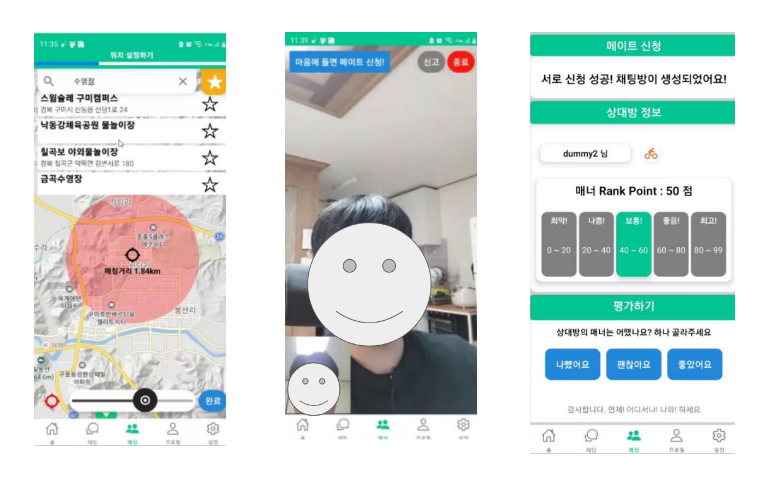 11:35
위치 설정하기
수영장
스윔슐레 구미캠퍼스
경북 구미시 산동읍 신당1로 24
낙동강체육공원 물놀이장
칠곡보 야외물놀이장
경북 칠곡군 약목면 강변서로 180
금곡수영장
매칭거리 1.84km
봉산리
완료
홈
채팅
매칭
프로필
설정
11:39
마음에 들면 메이트 신청!
신고
종료
메이트 신청
서로 신청 성공! 채팅방이 생성되었어요!
상대방 정보
dummy2 님
매너 Rank Point : 50 점
최악!
나쁨!
보통!
좋음!
최고!
0 ~ 20
20 ~ 40
40 ~ 60
60 ~ 80
80 ~ 99
평가하기
상대방의 매너는 어땠나요? 하나 골라주세요
나빴어요
괜찮아요
좋았어요
감사합니다. 언제! 어디서나! 나와! 하세요
홈
채팅
매칭
프로필
설정